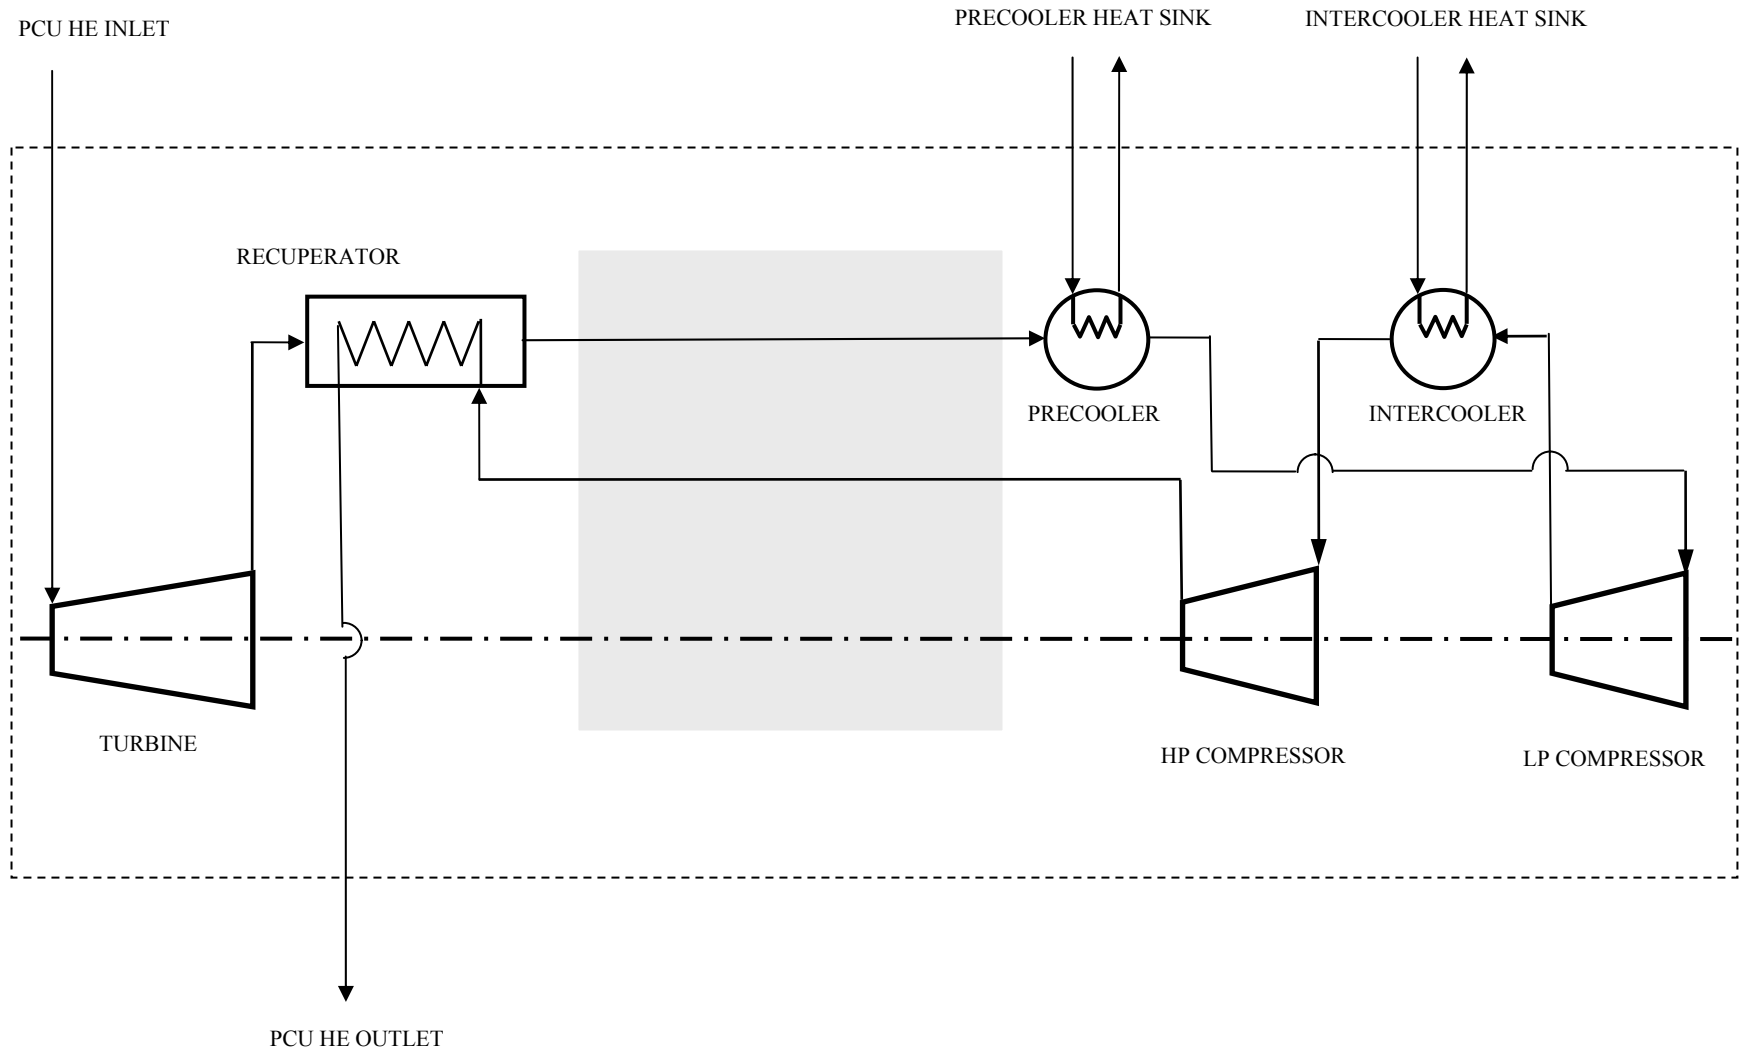 PRECOOLER HEAT SINK
INTERCOOLER HEAT SINK
PCU HE INLET
RECUPERATOR
PRECOOLER
INTERCOOLER
TURBINE
HP COMPRESSOR
LP COMPRESSOR
PCU HE OUTLET